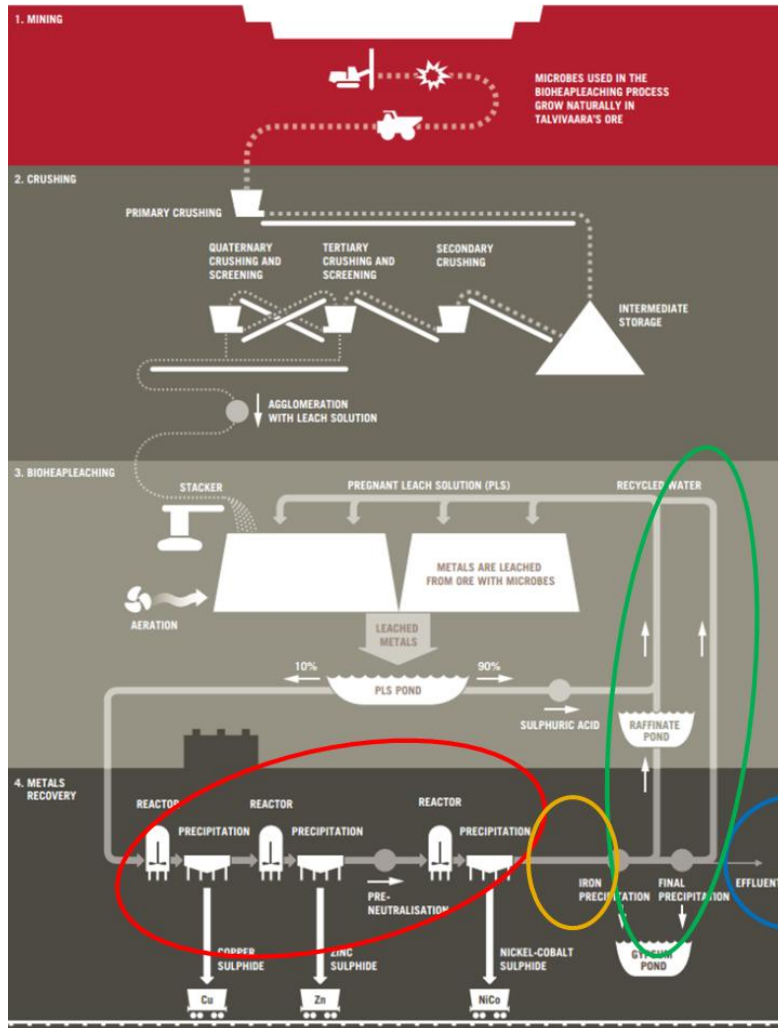 1. MINING
MICROBES USED IN THE
BIOHEAPLEACHING PROCESS
GROW NATURALLY IN
TALVIVAARA'S ORE
2. CRUSHING
PRIMARY CRUSHING
QUATERNARY
CRUSHING AND
SCREENING
TERTIARY
CRUSHING AND
SCREENING
SECONDARY
CRUSHING
INTERMEDIATE
STORAGE
AGGLOMERATION
WITH LEACH SOLUTION
3. BIOHEAPLEACHING
STACKER
PREGNANT LEACH SOLUTION (PLS)
RECYCLED WATER
METALS ARE LEACHED
FROM ORE WITH MICROBES
AERATION
LEACHED
METALS
10%
90%
PLS POND
SULPHURIC ACID
RAFFINATE
POND
4. METALS
RECOVERY
REACTOR
PRECIPITATION
REACTOR
PRECIPITATION
REACTOR
PRECIPITATION
PRE-
NEUTRALISATION
IRON
PRECIPITATION
FINAL
PRECIPITATION
EFFLUENT
COPPER
SULPHIDE
ZINC
SULPHIDE
NICKEL-COBALT
SULPHIDE
GYPSUM
POND
Cu
Zn
NiCo